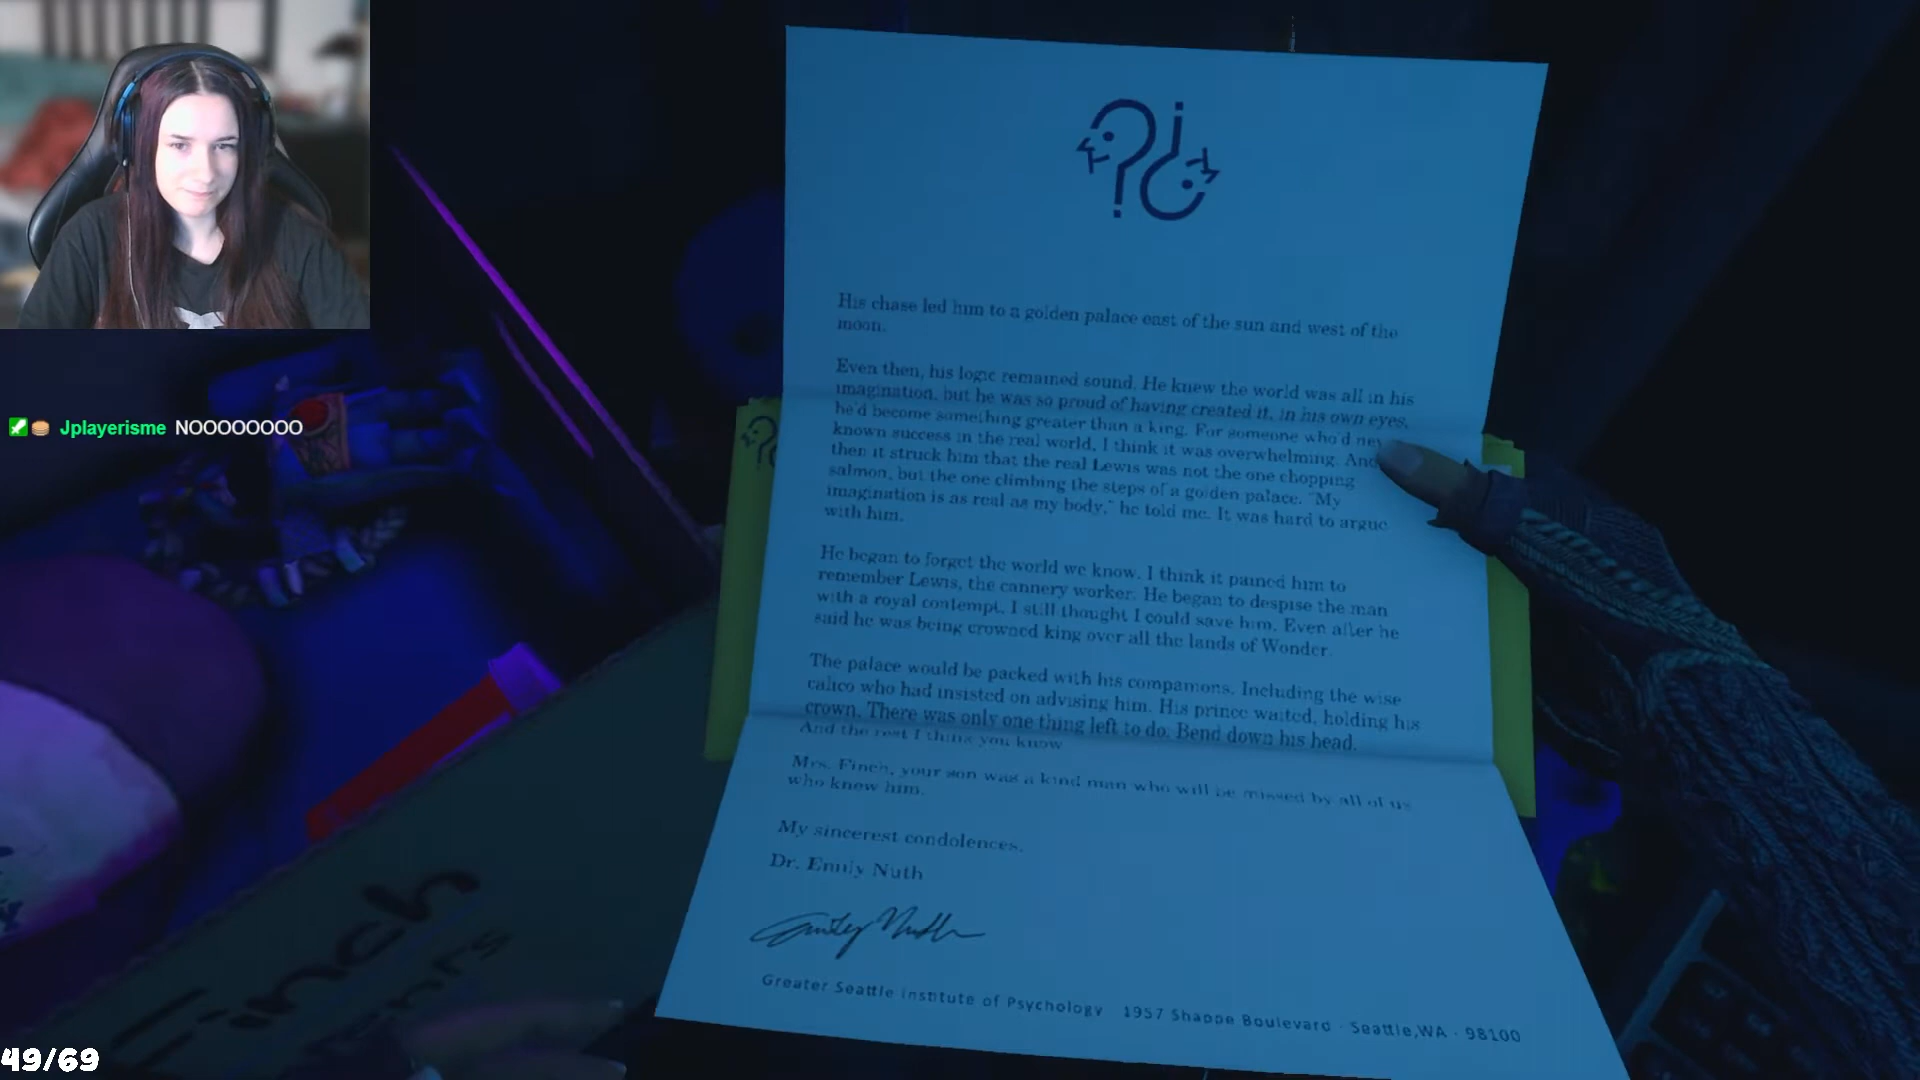 His chase led him to a golden palace east of the sun and west of the
moon.
Even then, his logic remained sound. He knew the world was all in his
imagination, but he was so proud of having created it, in his own eyes,
he'd become something greater than a king. For someone who'd
known success in the real world, I think it was overwhelming. And
then it struck him that the real Lewis was not the one chopping
salmon, but the one climbing the steps of a golden palace. "My
imagination is as real as my body," he told me. It was hard to argue
with him.
He began to forget the world we know. I think it pained him to
remember Lewis, the cannery worker. He began to despise the man
with a royal contempt. I still thought I could save him. Even after he
said he was being crowned king over all the lands of Wonder.
The palace would be packed with his companions. Including the wise
calico who had insisted on advising him. His prince waited, holding his
crown. There was only one thing left to do. Bend down his head.
And the rest I think you know
Mrs. Finch, your son was a kind man who will be missed by all of us
who knew him.
My sincerest condolences.
Dr. Emily Nuth
Emily Nuth
Greater Seattle Institute of Psychology 1957 Shappe Boulevard · Seattle, WA · 98100
Jplayerisme NOOOOOOOO
Finch
49/69